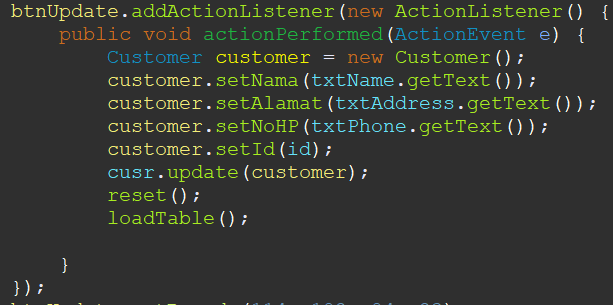 btnUpdate.addActionListener(new ActionListener() {
    public void actionPerformed(ActionEvent e) {
        Customer customer = new Customer();
        customer.setNama(txtName.getText());
        customer.setAlamat(txtAddress.getText());
        customer.setNoHP(txtPhone.getText());
        customer.setId(id);
        cusr.update(customer);
        reset();
        loadTable();
    }
});